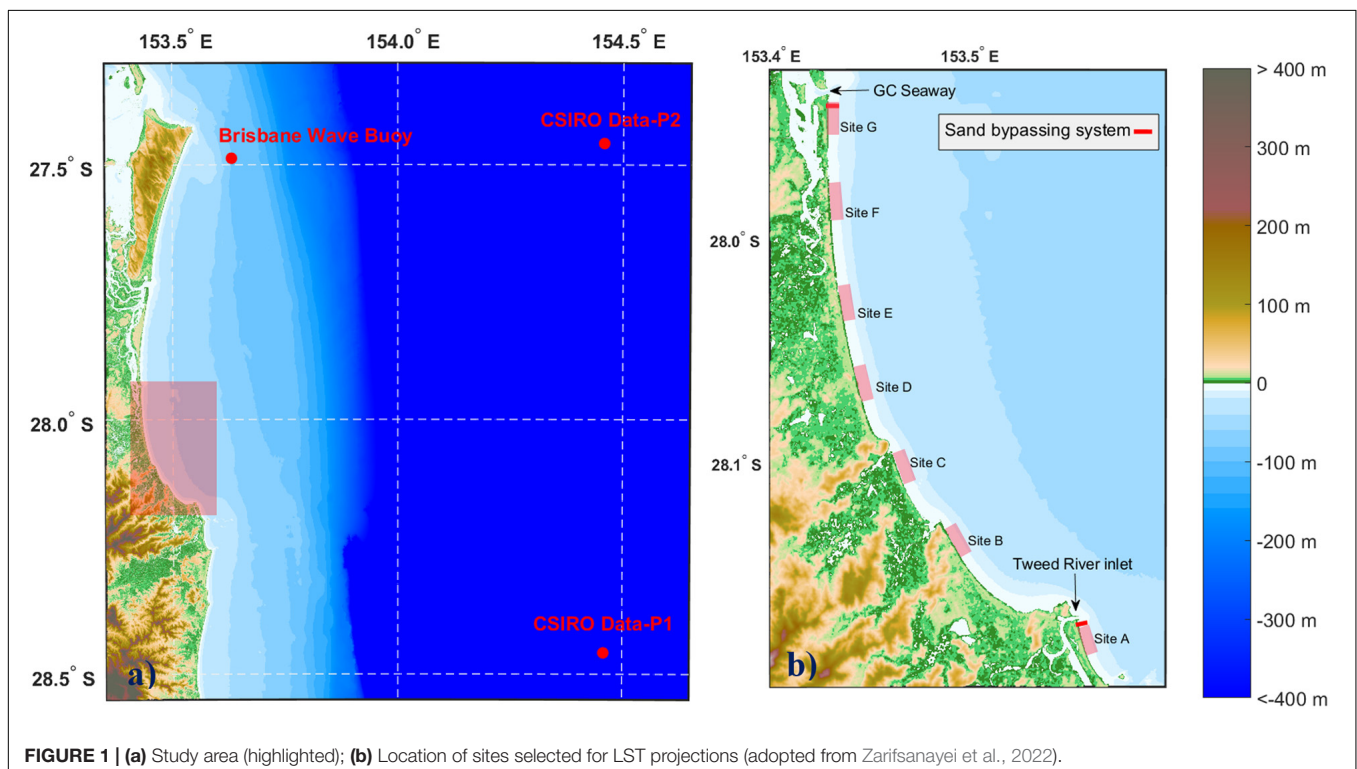 153.5° E 154.0° E 154.5° E
27.5° S
28.0° S
28.5° S
Brisbane Wave Buoy
CSIRO Data-P2
CSIRO Data-P1
a)
153.4° E 153.5° E
28.0° S
28.1° S
GC Seaway
Sand bypassing system
Site G
Site F
Site E
Site D
Site C
Site B
Tweed River inlet
Site A
b)
> 400 m
300 m
200 m
100 m
0
-100 m
-200 m
-300 m
<-400 m
FIGURE 1 | (a) Study area (highlighted); (b) Location of sites selected for LST projections (adopted from Zarifsanayei et al., 2022).